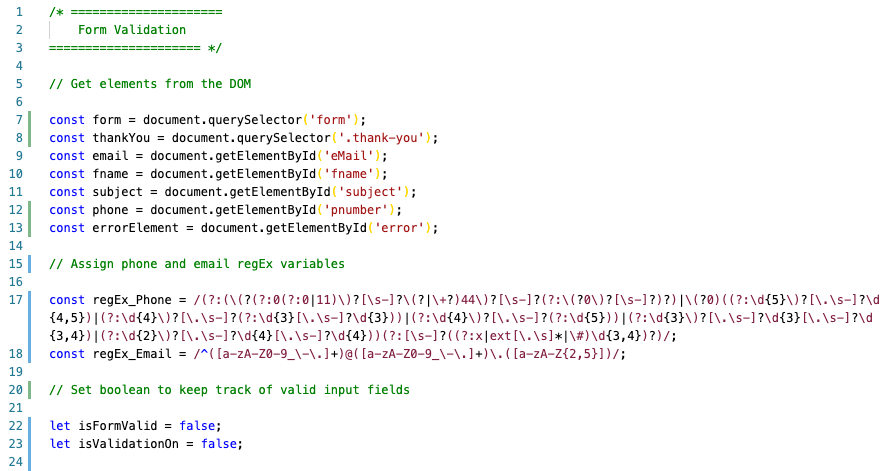 1 /* =====================
2 Form Validation
3 ===================== */
4
5 // Get elements from the DOM
6
7 const form = document.querySelector('form');
8 const thankYou = document.querySelector('.thank-you');
9 const email = document.getElementById('eMail');
10 const fname = document.getElementById('fname');
11 const subject = document.getElementById('subject');
12 const phone = document.getElementById('pnumber');
13 const errorElement = document.getElementById('error');
14
15 // Assign phone and email regEx variables
16
17 const regEx_Phone = /(?:(\(?(?:0(?:0|11)\)?[\s-]?\(?|\+?)44\)?[\s-]?(?:\(?0\)?[\s-]?)?)|\(?0)((?:\d{5}\)?[\.\s-]?\d
{4,5})|(?:\d{4}\)?[\.\s-]?(?:\d{3}[\.\s-]?\d{3}))|(?:\d{4}\)?[\.\s-]?(?:\d{5}))|(?:\d{3}\)?[\.\s-]?\d{3}[\.\s-]?\d
{3,4})|(?:\d{2}\)?[\.\s-]?\d{4}[\.\s-]?\d{4}))(?:[\s-]?((?:x|ext[\.\s]*|\#)\d{3,4})?)/;
18 const regEx_Email = /^([a-zA-Z0-9_\-\.]+)@([a-zA-Z0-9_\-\.]+)\.([a-zA-Z{2,5}])/;
19
20 // Set boolean to keep track of valid input fields
21
22 let isFormValid = false;
23 let isValidationOn = false;
24